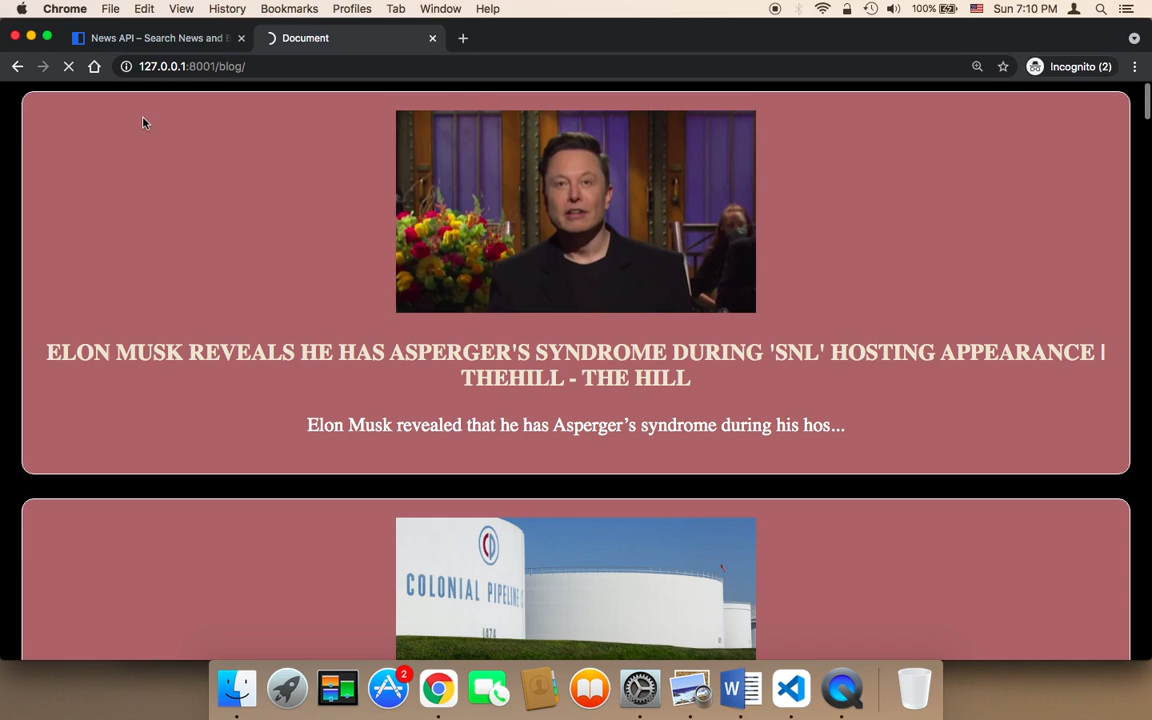 Chrome File Edit View History Bookmarks Profiles Tab Window Help 100% Sun 7:10 PM
News API – Search News and Document
127.0.0.1:8001/blog/ Incognito (2)
ELON MUSK REVEALS HE HAS ASPERGER'S SYNDROME DURING 'SNL' HOSTING APPEARANCE |
THEHILL - THE HILL
Elon Musk revealed that he has Asperger’s syndrome during his hos...
COLONIAL PIPELINE
2
W